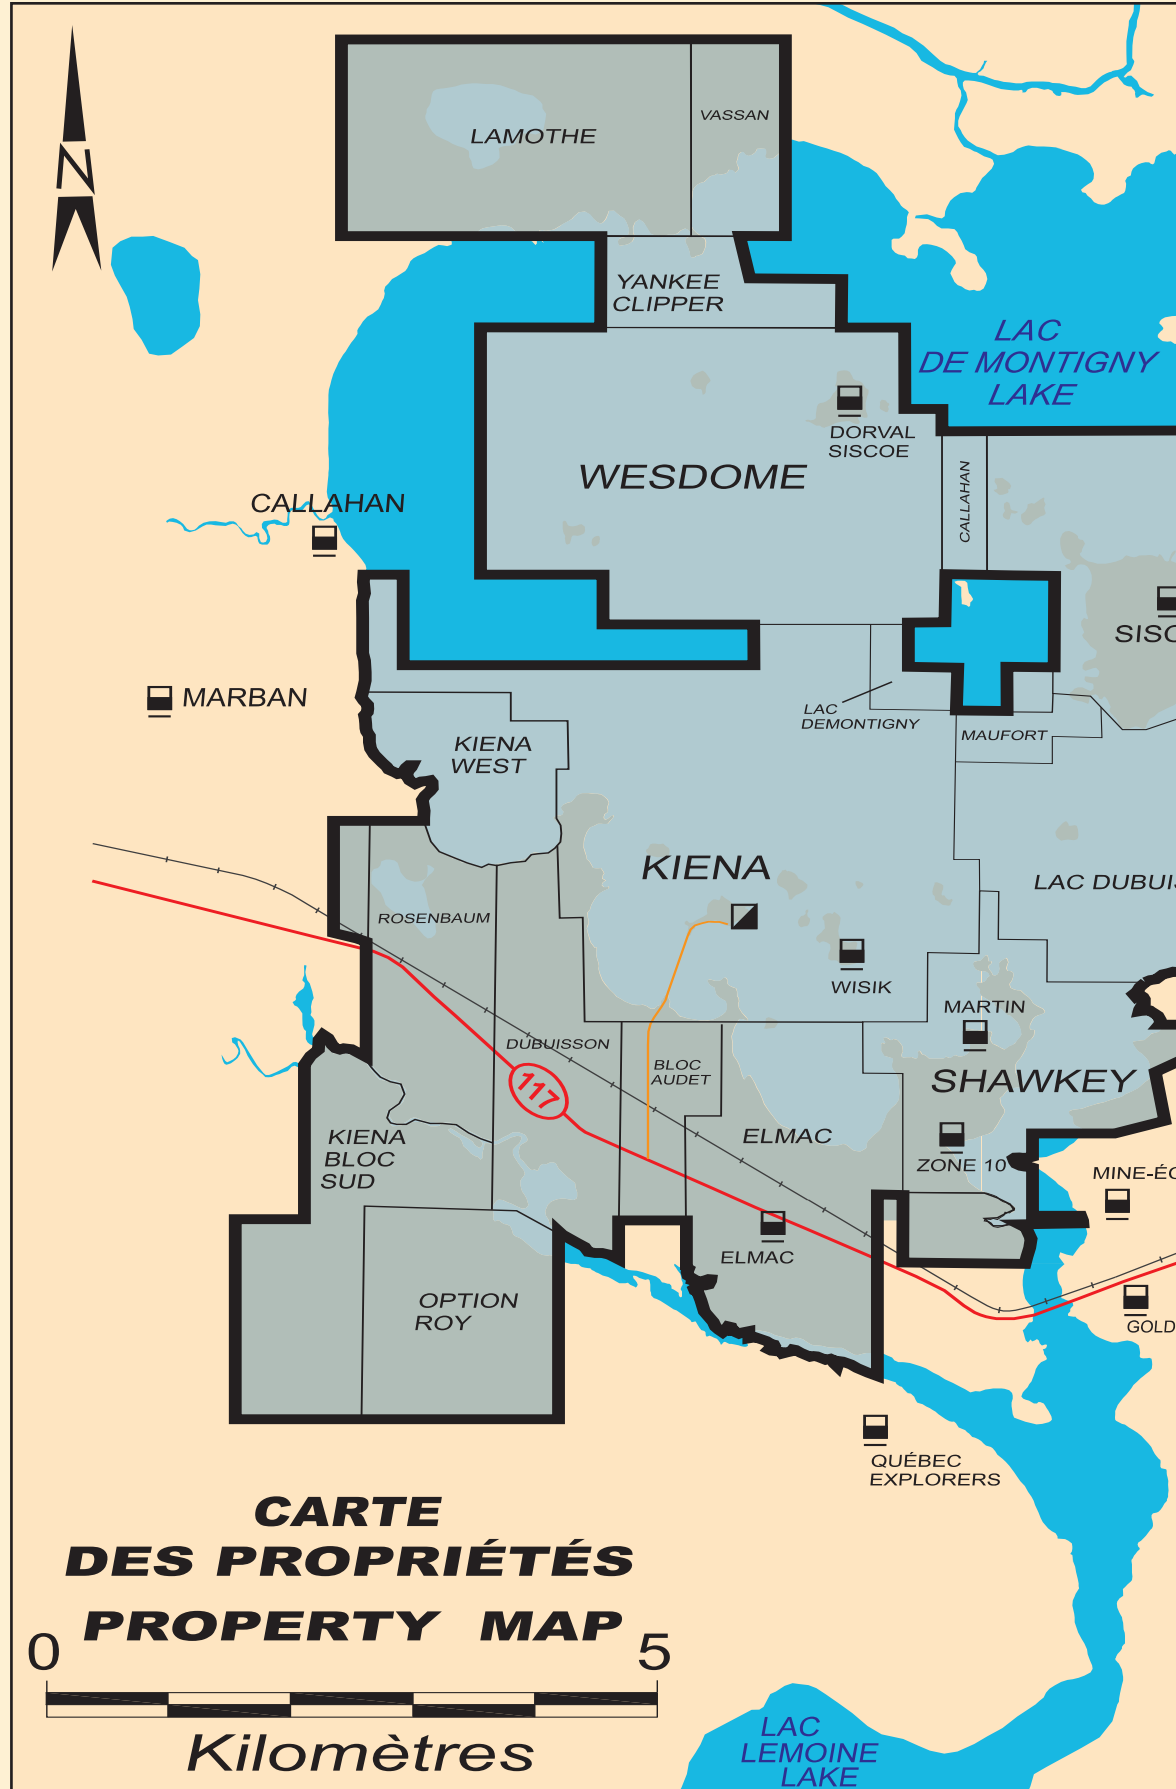 N
LAMOTHE
VASSAN
YANKEE
CLIPPER
LAC
DE MONTIGNY
LAKE
DORVAL
SISCOE
WESDOME
CALLAHAN
CALLAHAN
SISC
MARBAN
LAC
DEMONTIGNY
MAUFORT
KIENA
WEST
KIENA
LAC DUBUIS
ROSENBAUM
WISIK
MARTIN
DUBUISSON
BLOC
AUDET
SHAWKEY
117
ELMAC
KIENA
BLOC
SUD
ZONE 10
MINE-ÉC
ELMAC
OPTION
ROY
GOLD
QUÉBEC
EXPLORERS
CARTE
DES PROPRIÉTÉS
PROPERTY MAP
0 5
Kilomètres
LAC
LEMOINE
LAKE